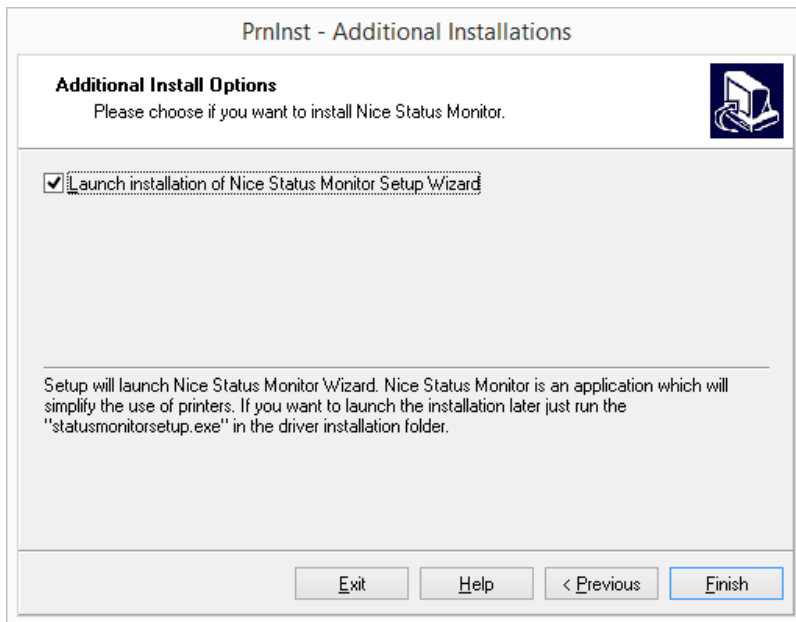 PrnInst - Additional Installations
Additional Install Options
Please choose if you want to install Nice Status Monitor.
Launch installation of Nice Status Monitor Setup Wizard
Setup will launch Nice Status Monitor Wizard. Nice Status Monitor is an application which will
simplify the use of printers. If you want to launch the installation later just run the
"statusmonitorsetup.exe" in the driver installation folder.
Exit Help < Previous Finish